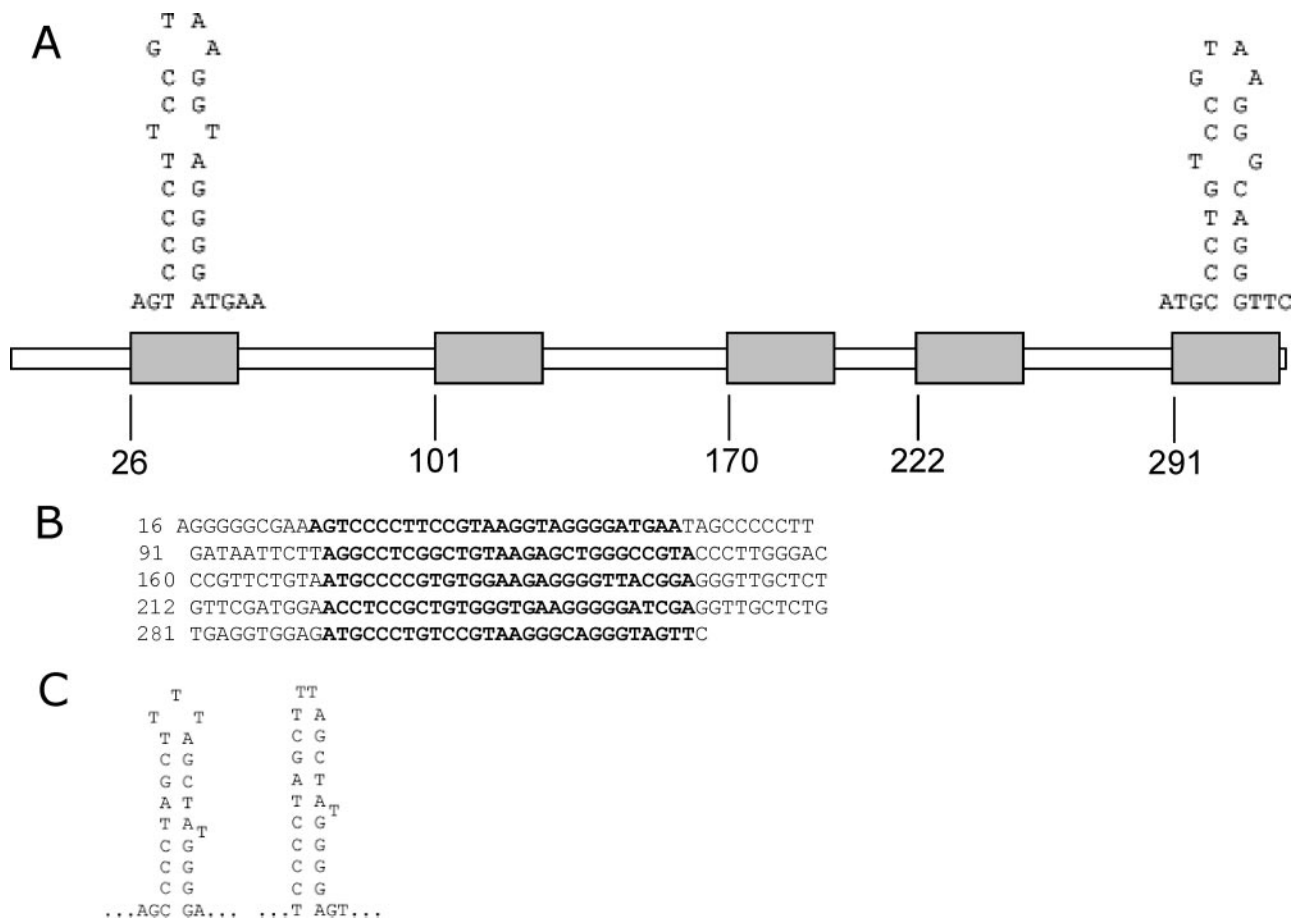 A
T A
G A
C G
C G
T T
T A
C G
C G
C G
C G
AGT ATGAA
T A
G A
C G
C G
T G
G C
T A
C G
C G
ATGC GTTC
26 101 170 222 291
B
16 AGGGGGCGAAAGTCCCCTTCCGTAAGGTAGGGGATGAATAGCCCCCTT
91 GATAATTCTTAGGCCTCGGCTGTAAGAGCTGGGCCGTACCCTTGGGAC
160 CCGTTCTGTAATGCCCCGTGTGGAAGAGGGGTTACGGAGGGTTGCTCT
212 GTTCGATGGAACCTCCGCTGTGGGTGAAGGGGGATCGAGGTTGCTCTG
281 TGAGGTGGAGATGCCCTGTCCGTAAGGGCAGGGTAGTTC
C
T
T T
T A
C G
G C
A T
T A T
C G
C G
C G
...AGC GA...
TT
T A
C G
G C
A T
T A T
C G
C G
C G
C G
...T AGT...